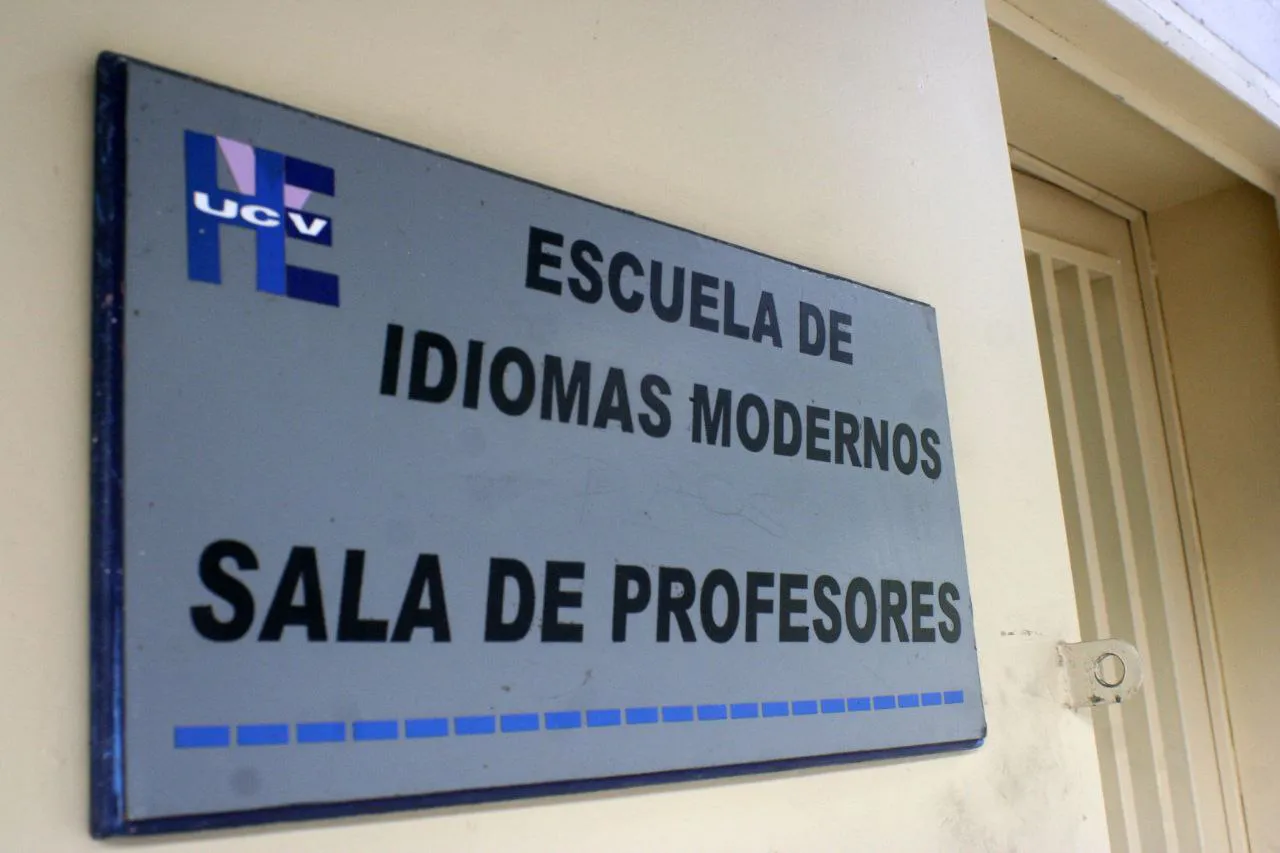 UCV
ESCUELA DE
IDIOMAS MODERNOS
SALA DE PROFESORES